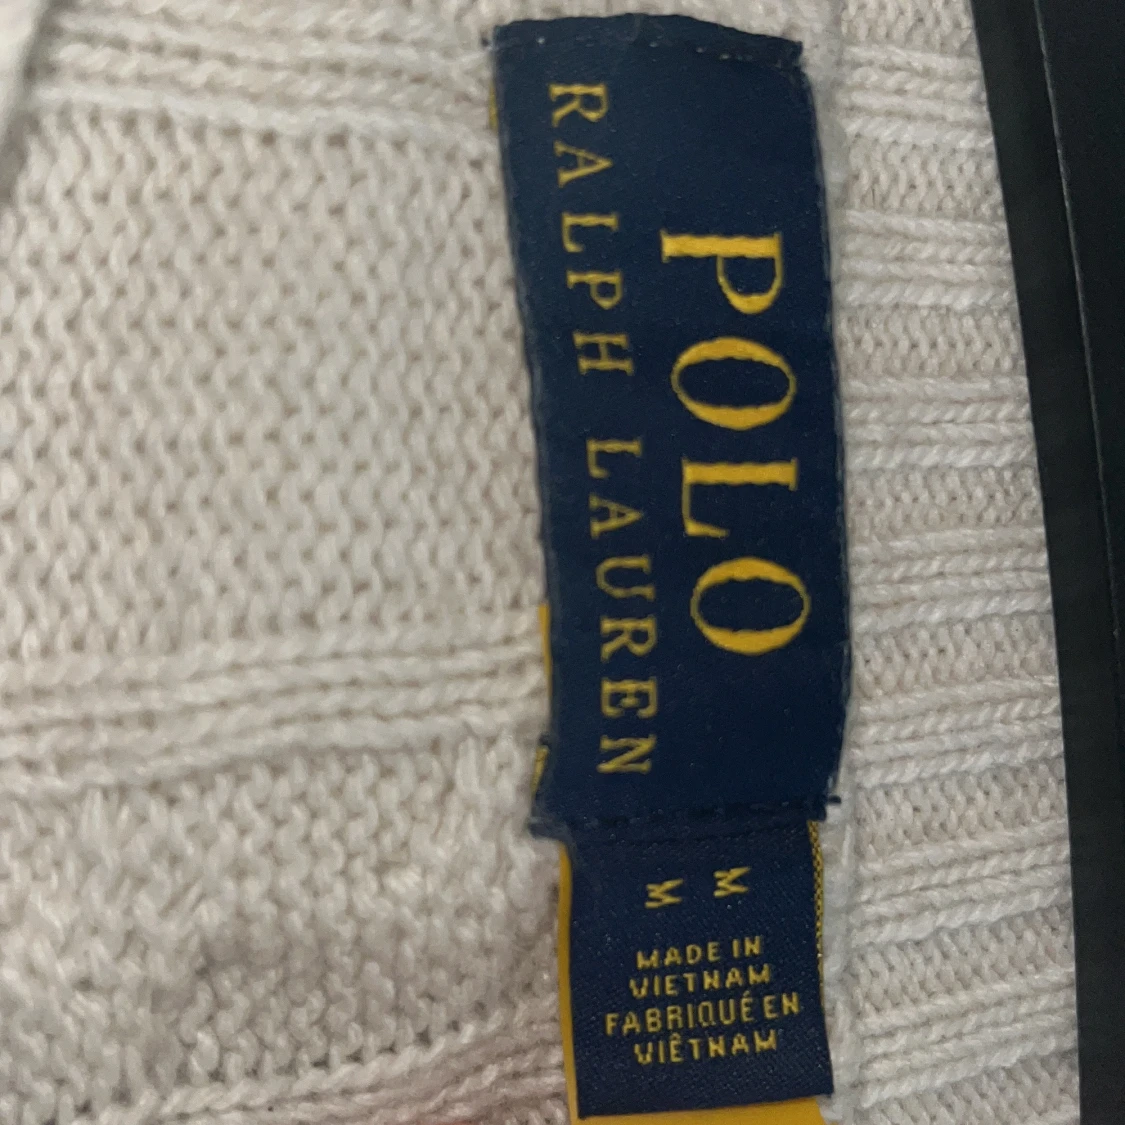 POLO
RALPH LAUREN
M
M
MADE IN
VIETNAM
FABRIQUÉ EN
VIÊTNAM